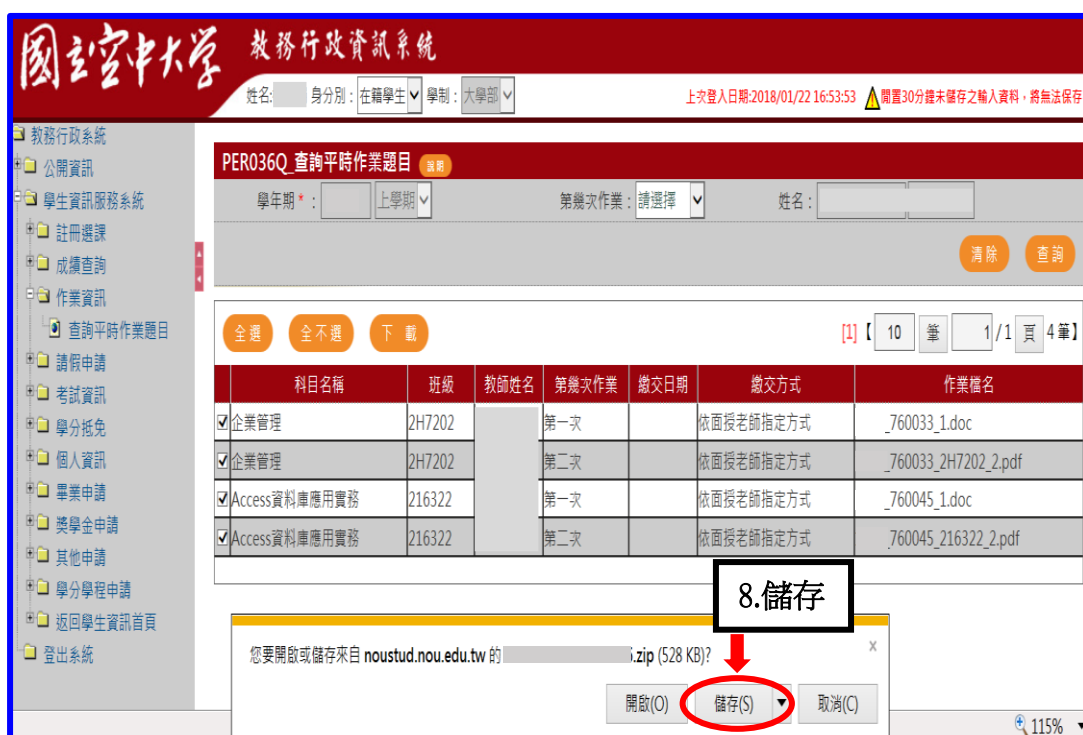 國立空中大學 教務行政資訊系統
姓名: 身分別：在籍學生 學制：大學部 上次登入日期:2018/01/22 16:53:53 閒置30分鐘未儲存之輸入資料，將無法保存
教務行政系統
公開資訊
學生資訊服務系統
註冊選課
成績查詢
作業資訊
查詢平時作業題目
請假申請
考試資訊
學分抵免
個人資訊
畢業申請
獎學金申請
其他申請
學分學程申請
返回學生資訊首頁
登出系統
PER036Q_查詢平時作業題目 說明
學年期*： 上學期 第幾次作業：請選擇 姓名：
清除 查詢
全選 全不選 下載 [1]【 10 筆 1/1 頁 4筆】
科目名稱 班級 教師姓名 第幾次作業 繳交日期 繳交方式 作業檔名
企業管理 2H7202 第一次 依面授老師指定方式 _760033_1.doc
企業管理 2H7202 第二次 依面授老師指定方式 _760033_2H7202_2.pdf
Access資料庫應用實務 216322 第一次 依面授老師指定方式 _760045_1.doc
Access資料庫應用實務 216322 第二次 依面授老師指定方式 _760045_216322_2.pdf
8.儲存
您要開啟或儲存來自 noustud.nou.edu.tw 的 .zip (528 KB)? x
開啟(O) 儲存(S) 取消(C)
115%